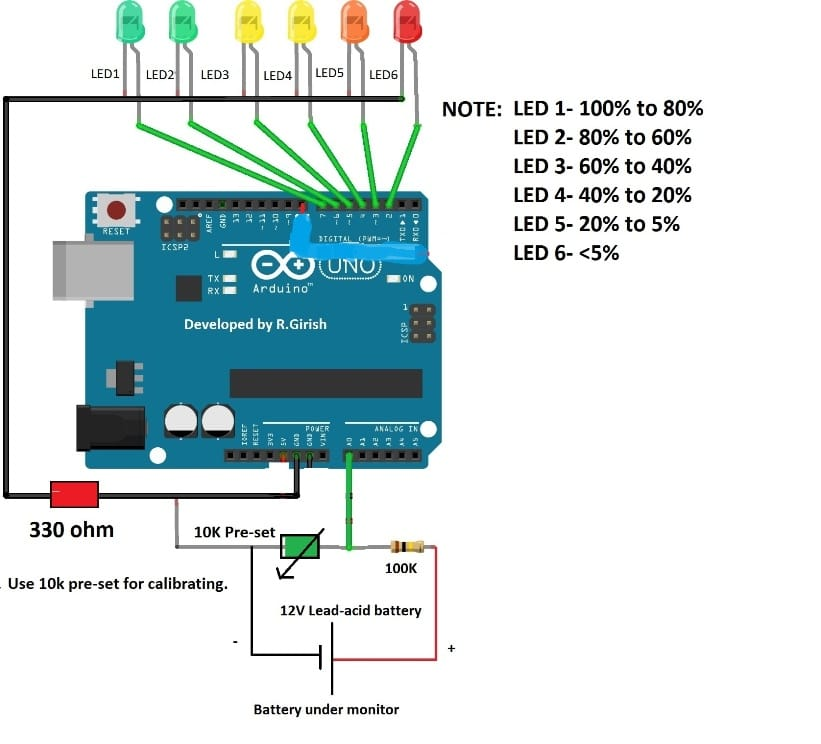 LED1
LED2
LED3
LED4
LED5
LED6
NOTE: LED 1- 100% to 80%
LED 2- 80% to 60%
LED 3- 60% to 40%
LED 4- 40% to 20%
LED 5- 20% to 5%
LED 6- <5%
RESET
ICSP2
AREF
GND
13
12
~11
~10
~9
7
~6
~5
4
~3
2
TXD▶1
RXD◀0
DIGITAL (PWM=~)
L
UNO
TX
RX
ON
Arduino™
1
ICSP
Developed by R.Girish
POWER
ANALOG IN
IOREF
RESET
3V3
5V
GND
GND
VIN
A0
A1
A2
A3
A4
A5
330 ohm
10K Pre-set
100K
. Use 10k pre-set for calibrating.
12V Lead-acid battery
-
+
Battery under monitor